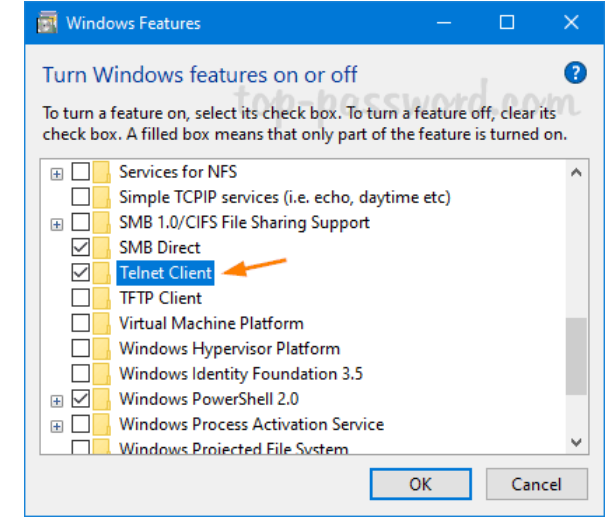 Windows Features
Turn Windows features on or off
top-password.com
To turn a feature on, select its check box. To turn a feature off, clear its
check box. A filled box means that only part of the feature is turned on.
Services for NFS
Simple TCPIP services (i.e. echo, daytime etc)
SMB 1.0/CIFS File Sharing Support
SMB Direct
Telnet Client
TFTP Client
Virtual Machine Platform
Windows Hypervisor Platform
Windows Identity Foundation 3.5
Windows PowerShell 2.0
Windows Process Activation Service
Windows Projected File System
OK Cancel